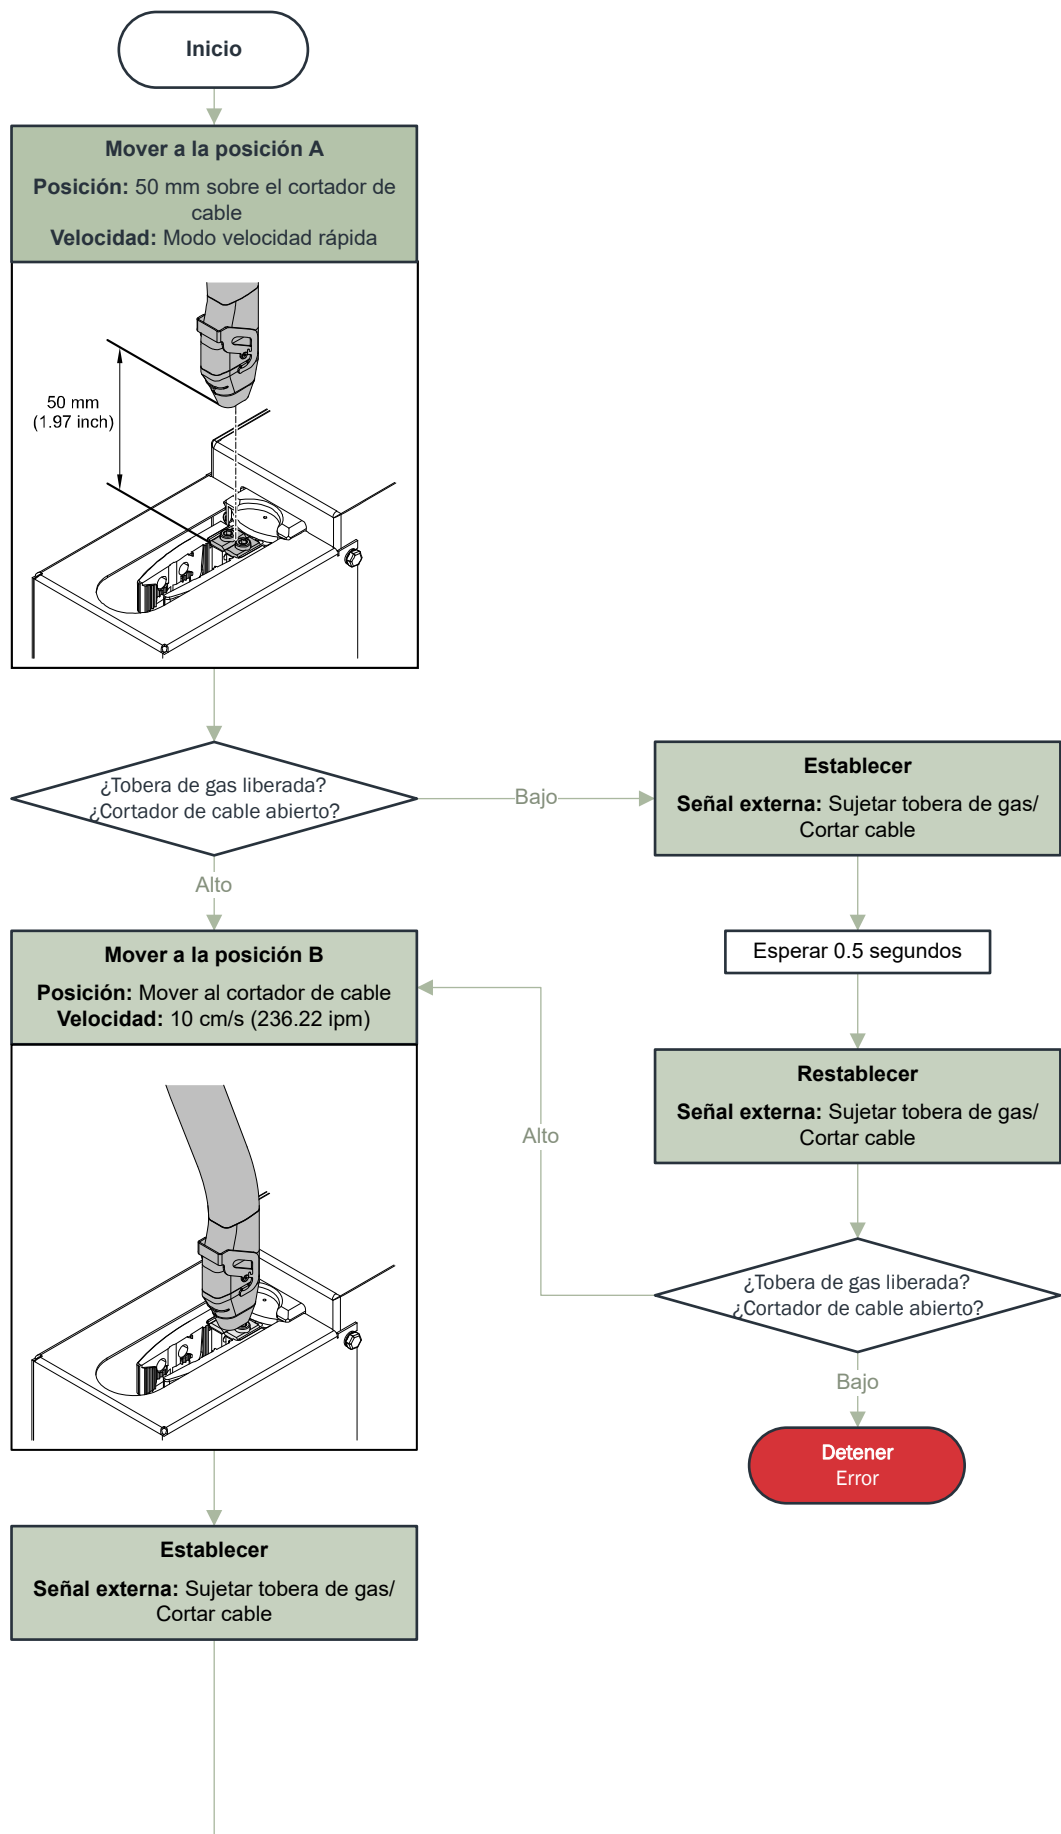 Inicio
Mover a la posición A
Posición: 50 mm sobre el cortador de
cable
Velocidad: Modo velocidad rápida
50 mm
(1.97 inch)
¿Tobera de gas liberada?
¿Cortador de cable abierto?
Bajo
Establecer
Señal externa: Sujetar tobera de gas/
Cortar cable
Alto
Esperar 0.5 segundos
Mover a la posición B
Posición: Mover al cortador de cable
Velocidad: 10 cm/s (236.22 ipm)
Restablecer
Señal externa: Sujetar tobera de gas/
Cortar cable
Alto
¿Tobera de gas liberada?
¿Cortador de cable abierto?
Bajo
Detener
Error
Establecer
Señal externa: Sujetar tobera de gas/
Cortar cable